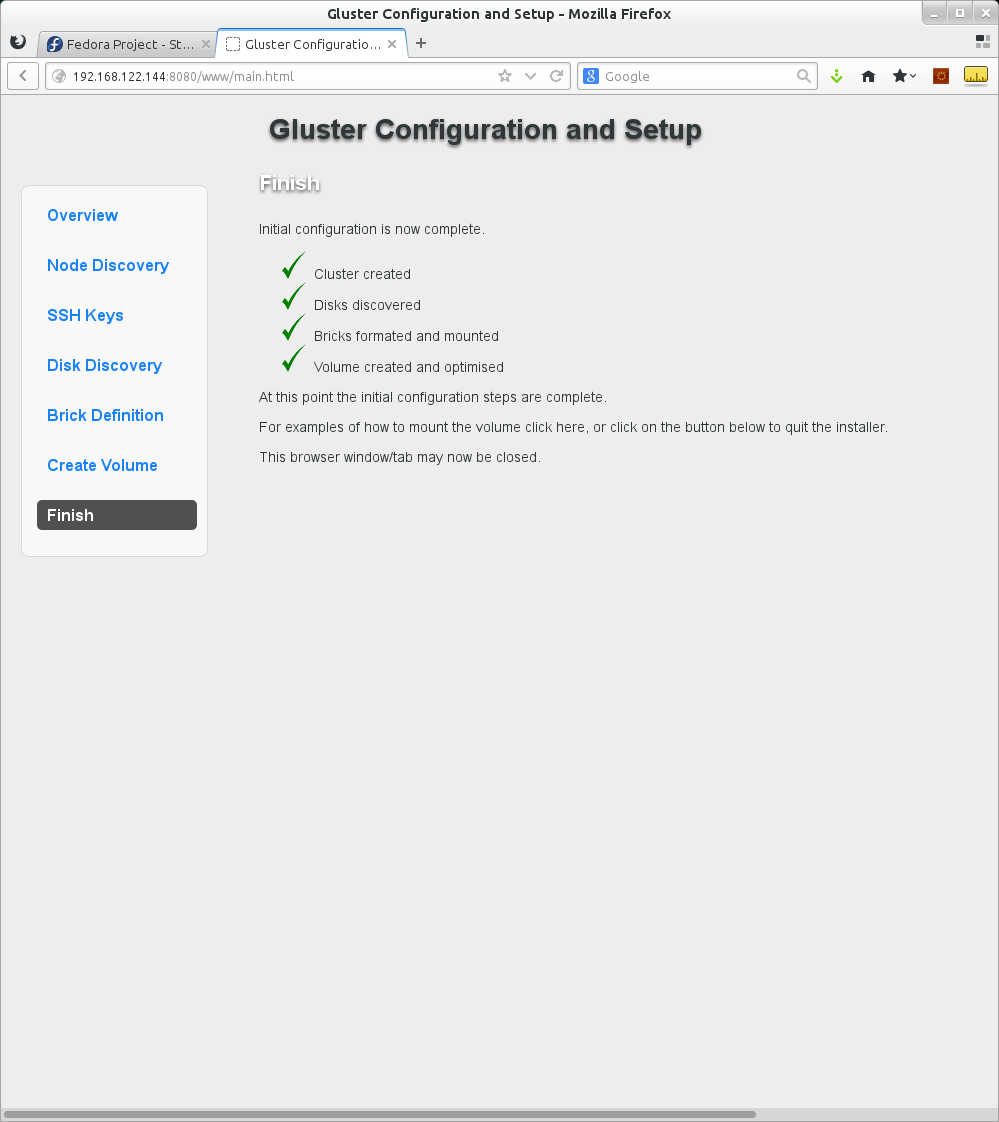 Gluster Configuration and Setup - Mozilla Firefox
Fedora Project - St...
Gluster Configuratio...
192.168.122.144:8080/www/main.html
Google
Gluster Configuration and Setup
Finish
Overview
Node Discovery
SSH Keys
Disk Discovery
Brick Definition
Create Volume
Finish
Initial configuration is now complete.
Cluster created
Disks discovered
Bricks formated and mounted
Volume created and optimised
At this point the initial configuration steps are complete.
For examples of how to mount the volume click here, or click on the button below to quit the installer.
This browser window/tab may now be closed.